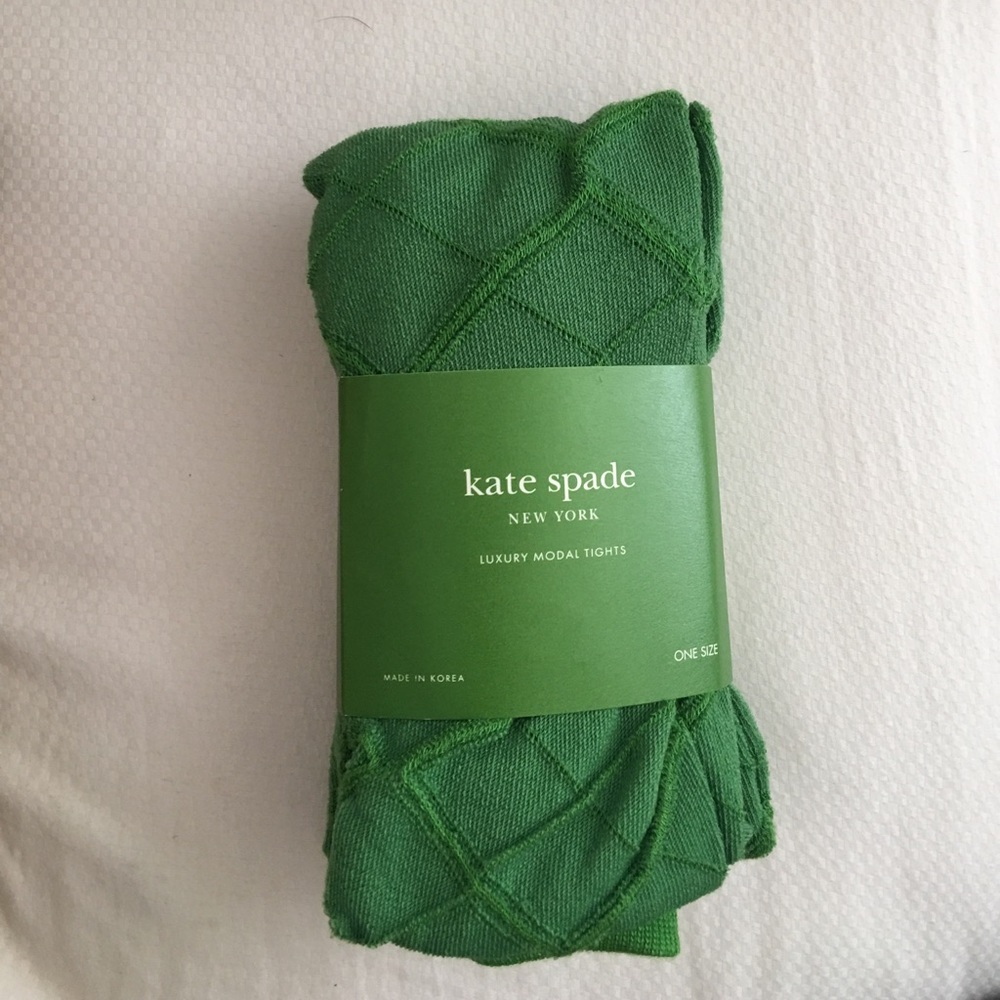 kate spade
NEW YORK
LUXURY MODAL TIGHTS
ONE SIZE
MADE IN KOREA